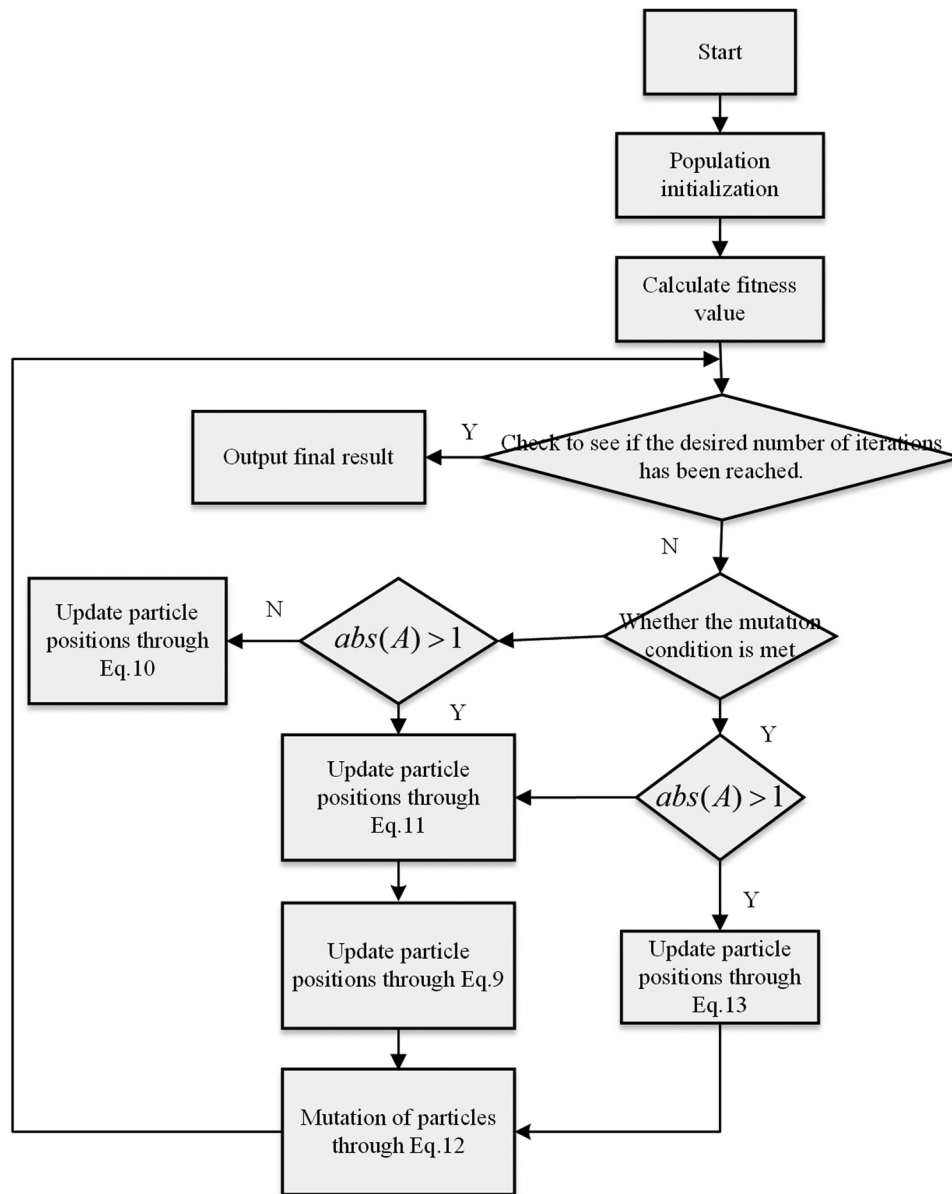 Start
Population
initialization
Calculate fitness
value
Check to see if the desired number of iterations
has been reached.
Y
Output final result
N
Whether the mutation
condition is met
abs(A) > 1
N
Update particle
positions through
Eq.10
Y
Y
Update particle
positions through
Eq.11
abs(A) > 1
Y
Update particle
positions through Eq.9
Update particle
positions through
Eq.13
Mutation of particles
through Eq.12